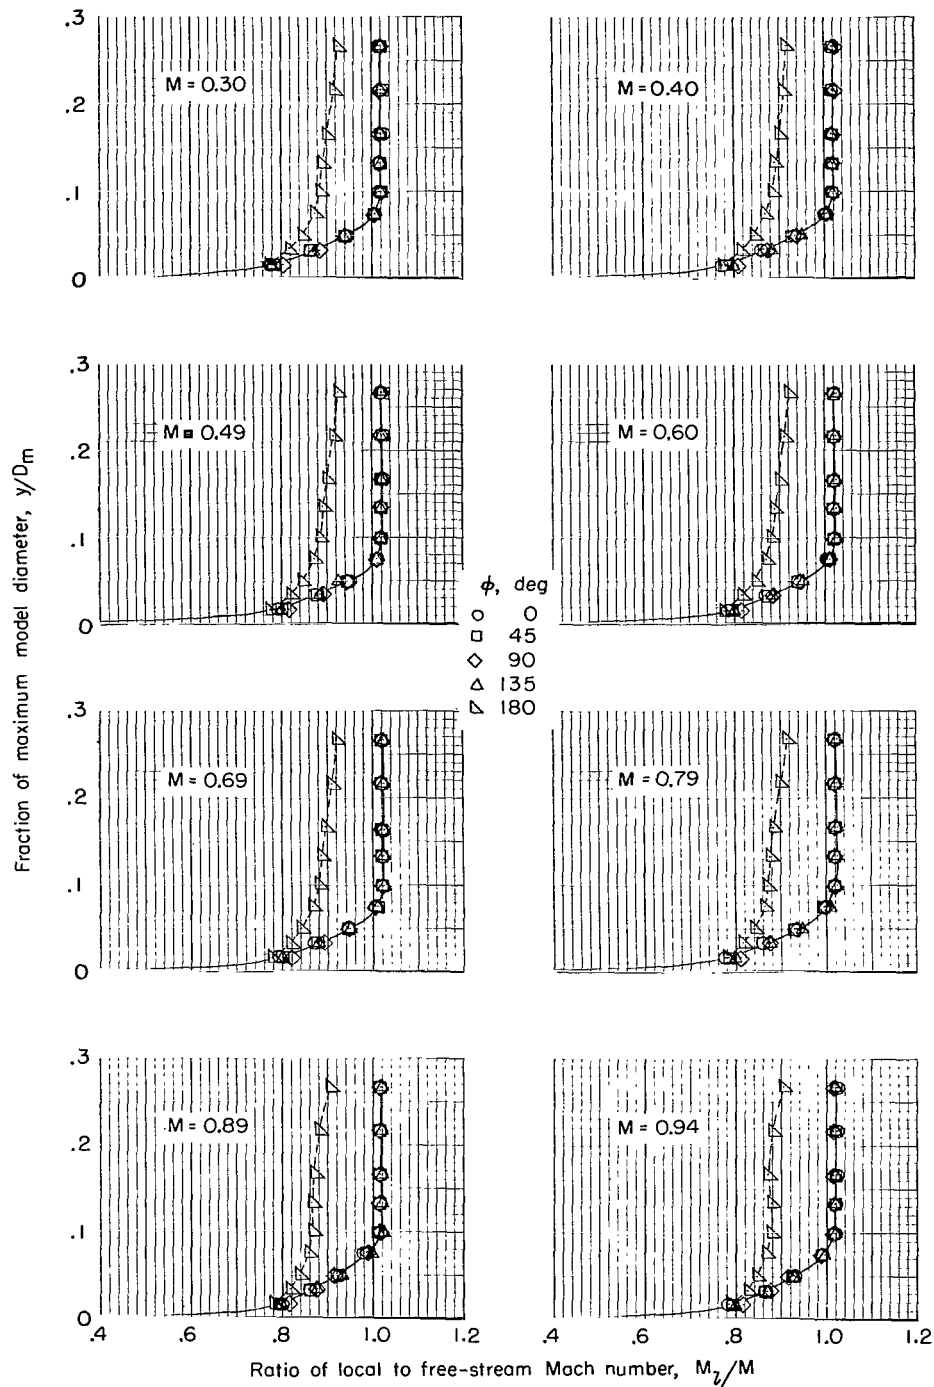 .3
.2
.1
0
M = 0.30
M = 0.40
.3
.2
.1
0
M = 0.49
M = 0.60
Fraction of maximum model diameter, y/Dm
ϕ, deg
○ 0
□ 45
◇ 90
△ 135
◺ 180
.3
.2
.1
0
M = 0.69
M = 0.79
.3
.2
.1
0
M = 0.89
M = 0.94
.4 .6 .8 1.0 1.2
.4 .6 .8 1.0 1.2
Ratio of local to free-stream Mach number, Ml/M